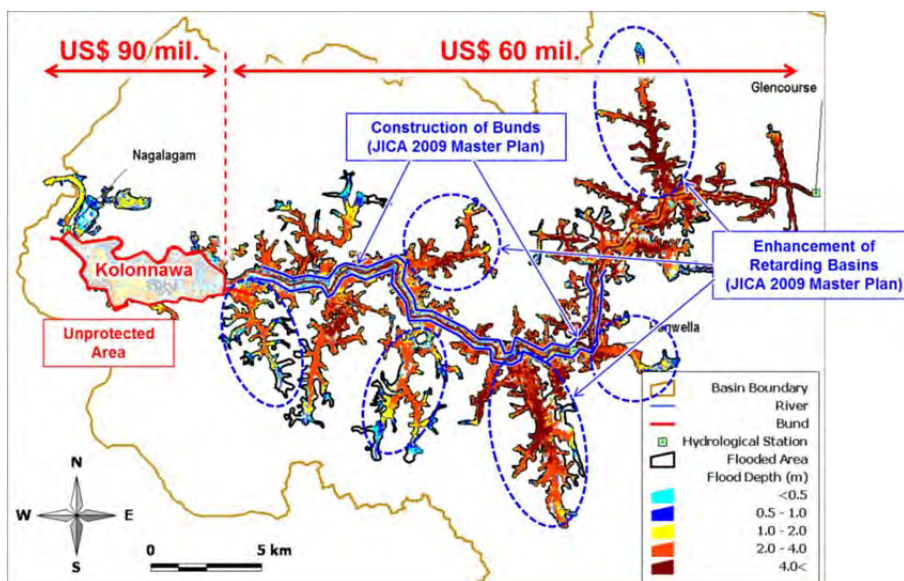 US$ 90 mil.
US$ 60 mil.
Glencourse
Construction of Bunds
(JICA 2009 Master Plan)
Nagalagam
Enhancement of
Retarding Basins
(JICA 2009 Master Plan)
Kolonnawa
Unprotected
Area
Basin Boundary
River
Bund
Hydrological Station
Flooded Area
Flood Depth (m)
<0.5
0.5 - 1.0
1.0 - 2.0
2.0 - 4.0
4.0<
N
W
E
S
0
5 km